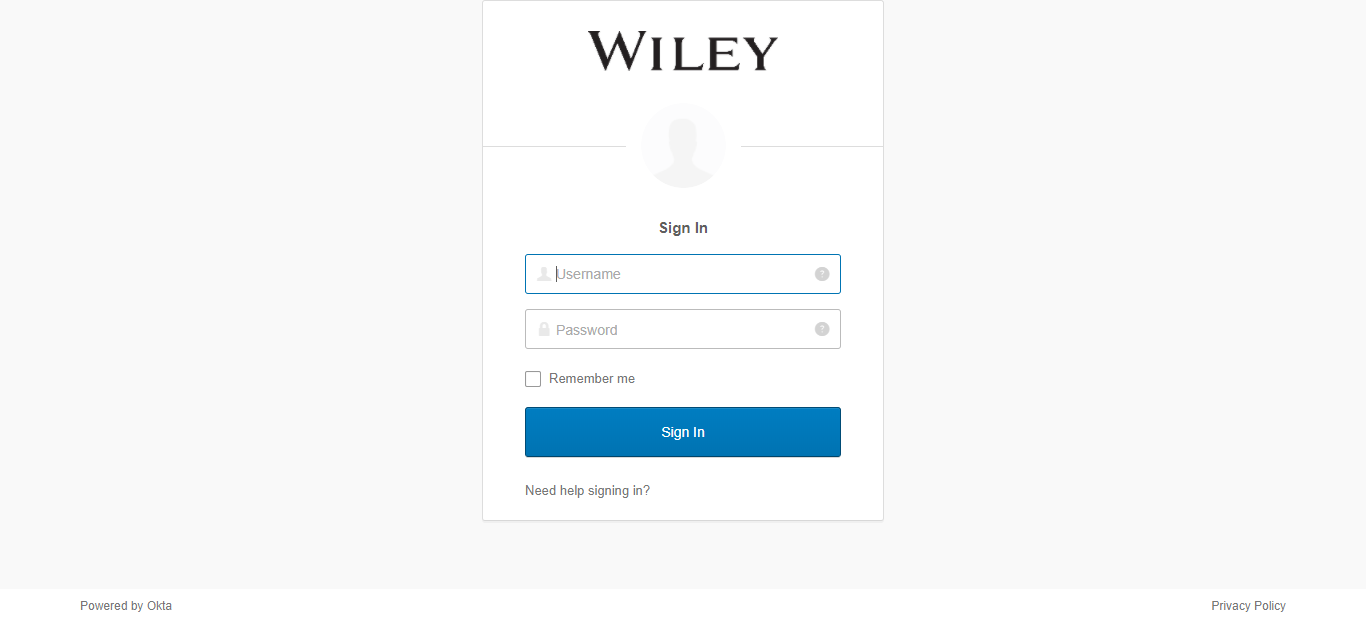 WILEY
Sign In
Username
?
Password
?
Remember me
Sign In
Need help signing in?
Powered by Okta
Privacy Policy